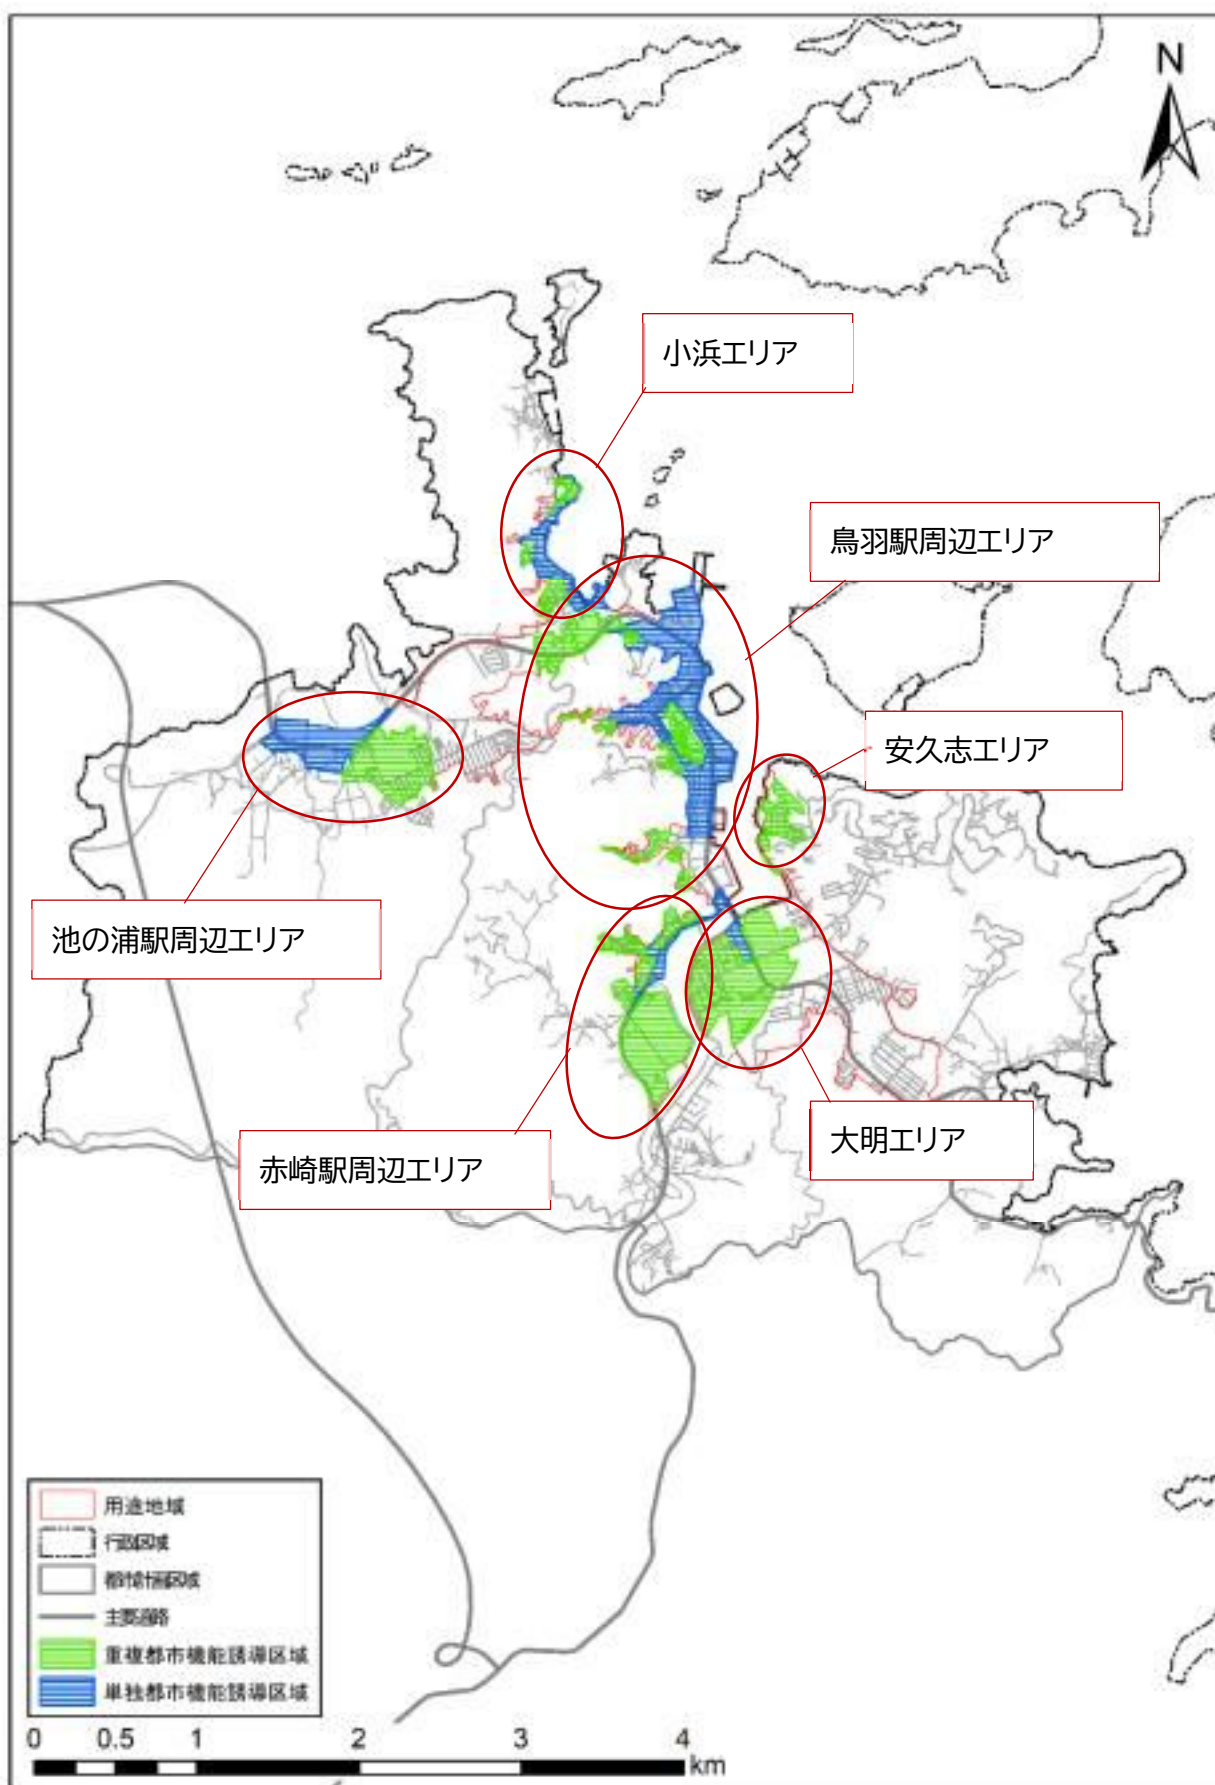 N
小浜エリア
鳥羽駅周辺エリア
安久志エリア
池の浦駅周辺エリア
大明エリア
赤崎駅周辺エリア
用途地域
行政区域
都市計画区域
主要道路
重複都市機能誘導区域
単独都市機能誘導区域
0 0.5 1 2 3 4
km